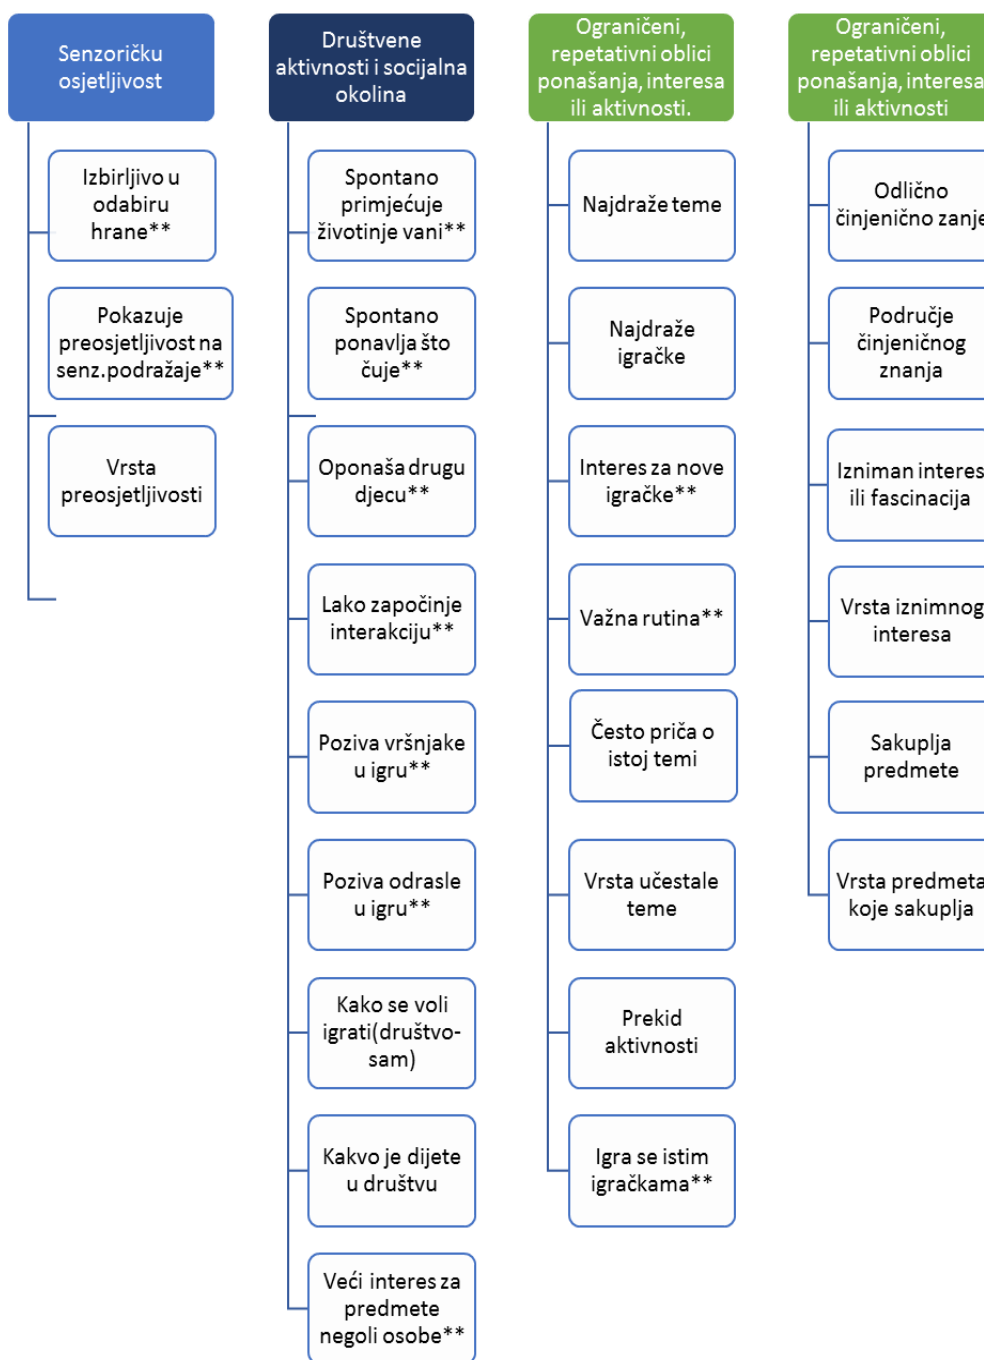 Senzoričku
osjetljivost
Izbirljivo u
odabiru
hrane**
Pokazuje
preosjetljivost na
senz.podražaje**
Vrsta
preosjetljivosti
Društvene
aktivnosti i socijalna
okolina
Spontano
primjećuje
životinje vani**
Spontano
ponavlja što
čuje**
Oponaša drugu
djecu**
Lako započinje
interakciju**
Poziva vršnjake
u igru**
Poziva odrasle
u igru**
Kako se voli
igrati(društvo-
sam)
Kakvo je dijete
u društvu
Veći interes za
predmete
negoli osobe**
Ograničeni,
repetativni oblici
ponašanja, interesa
ili aktivnosti.
Najdraže teme
Najdraže
igračke
Interes za nove
igračke**
Važna rutina**
Često priča o
istoj temi
Vrsta učestale
teme
Prekid
aktivnosti
Igra se istim
igračkama**
Ograničeni,
repetativni oblici
ponašanja, interesa
ili aktivnosti
Odlično
činjenično zanje
Područje
činjeničnog
znanja
Izniman interes
ili fascinacija
Vrsta iznimnog
interesa
Sakuplja
predmete
Vrsta predmeta
koje sakuplja